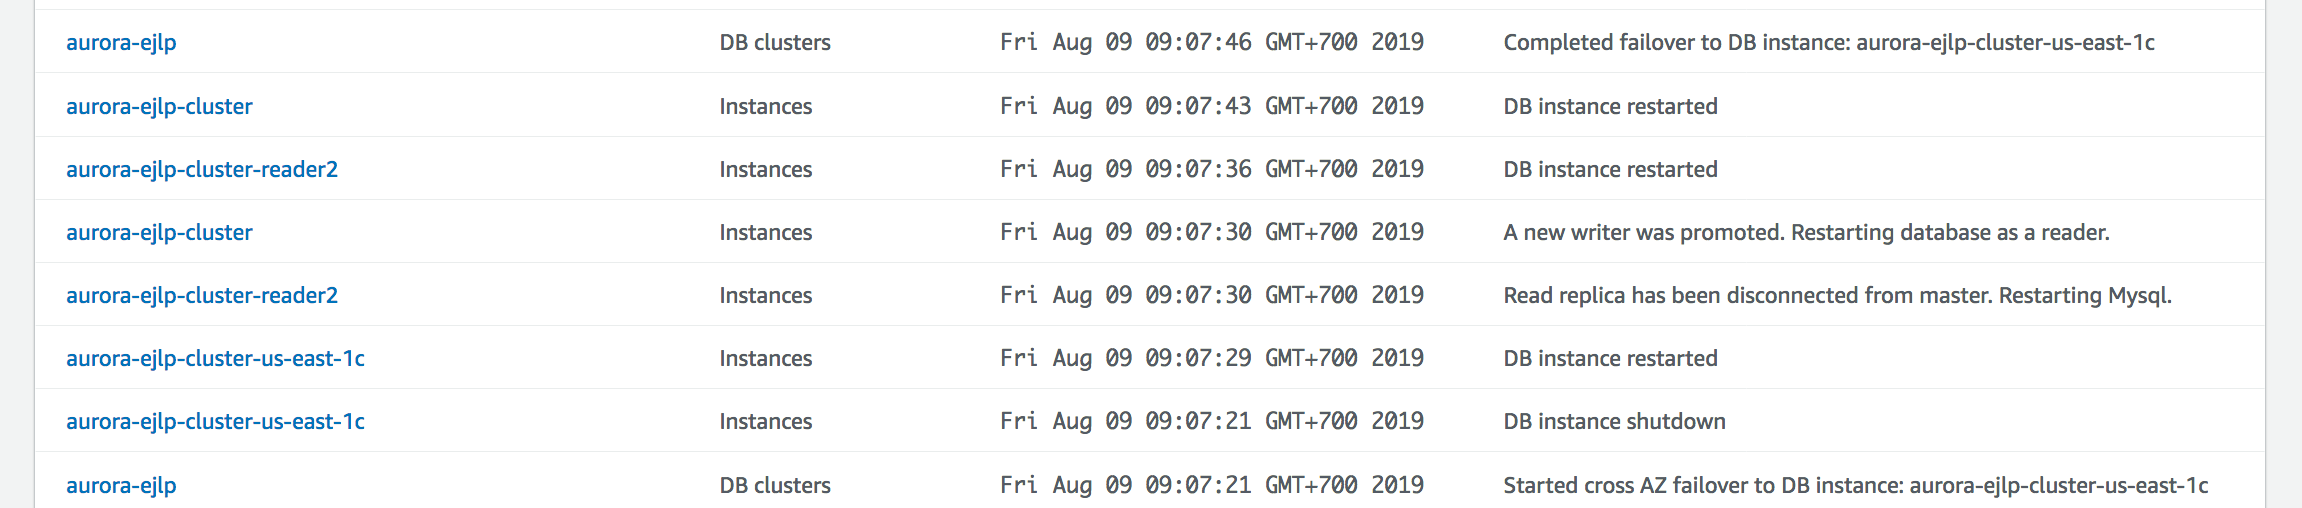 aurora-ejlp DB clusters Fri Aug 09 09:07:46 GMT+700 2019 Completed failover to DB instance: aurora-ejlp-cluster-us-east-1c
aurora-ejlp-cluster Instances Fri Aug 09 09:07:43 GMT+700 2019 DB instance restarted
aurora-ejlp-cluster-reader2 Instances Fri Aug 09 09:07:36 GMT+700 2019 DB instance restarted
aurora-ejlp-cluster Instances Fri Aug 09 09:07:30 GMT+700 2019 A new writer was promoted. Restarting database as a reader.
aurora-ejlp-cluster-reader2 Instances Fri Aug 09 09:07:30 GMT+700 2019 Read replica has been disconnected from master. Restarting Mysql.
aurora-ejlp-cluster-us-east-1c Instances Fri Aug 09 09:07:29 GMT+700 2019 DB instance restarted
aurora-ejlp-cluster-us-east-1c Instances Fri Aug 09 09:07:21 GMT+700 2019 DB instance shutdown
aurora-ejlp DB clusters Fri Aug 09 09:07:21 GMT+700 2019 Started cross AZ failover to DB instance: aurora-ejlp-cluster-us-east-1c